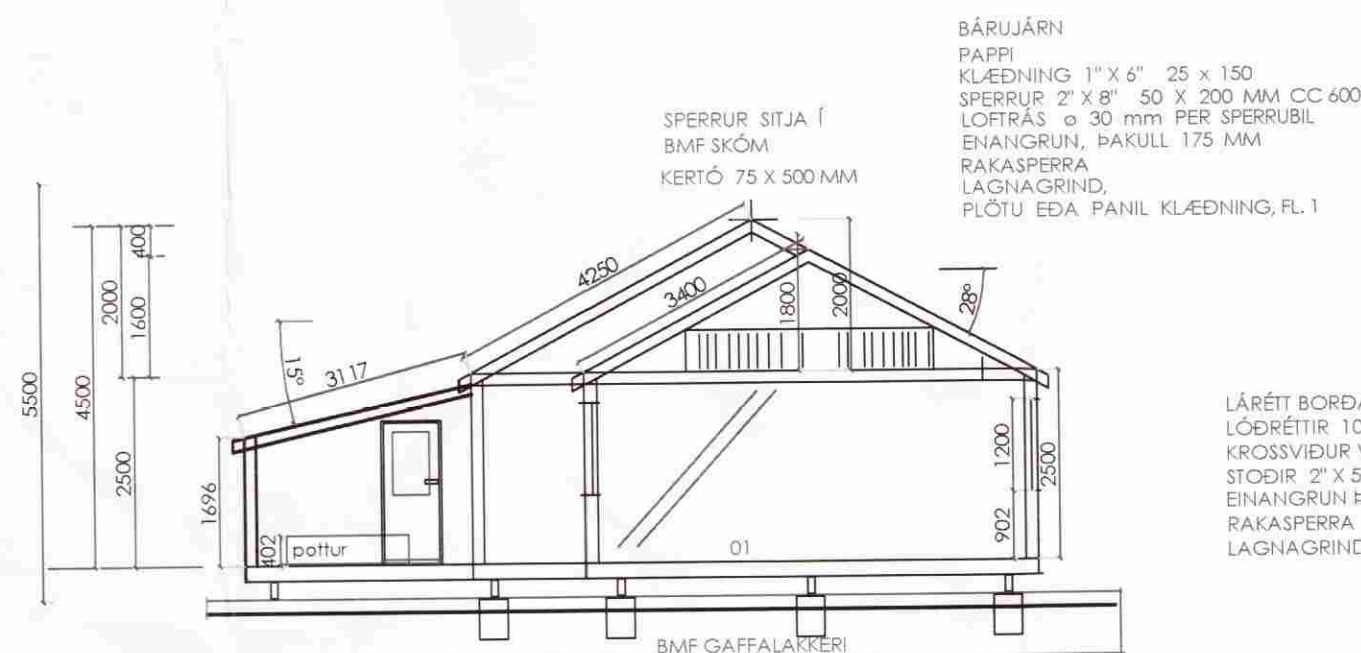 BÁRUJÁRN
PAPPI
KLÆÐNING 1" X 6" 25 x 150
SPERRUR 2" X 8" 50 X 200 MM CC 600
LOFTRÁS ø 30 mm PER SPERRUBIL
ENANGRUN, ÞAKULL 175 MM
RAKASPERRA
LAGNAGRIND,
PLÖTU EÐA PANIL KLÆÐNING, FL. 1
SPERRUR SITJA Í
BMF SKÓM
KERTÓ 75 X 500 MM
5500
4500
2000
400
1600
2500
15°
3117
4250
3400
1800
2000
28°
1696
402
pottur
01
1200
902
2500
LÁRÉTT BORÐA
LÓÐRÉTTIR 10
KROSSVIÐUR
STOÐIR 2" X 5
EINANGRUN
RAKASPERRA
LAGNAGRIND
BMF GAFFALAKKERI